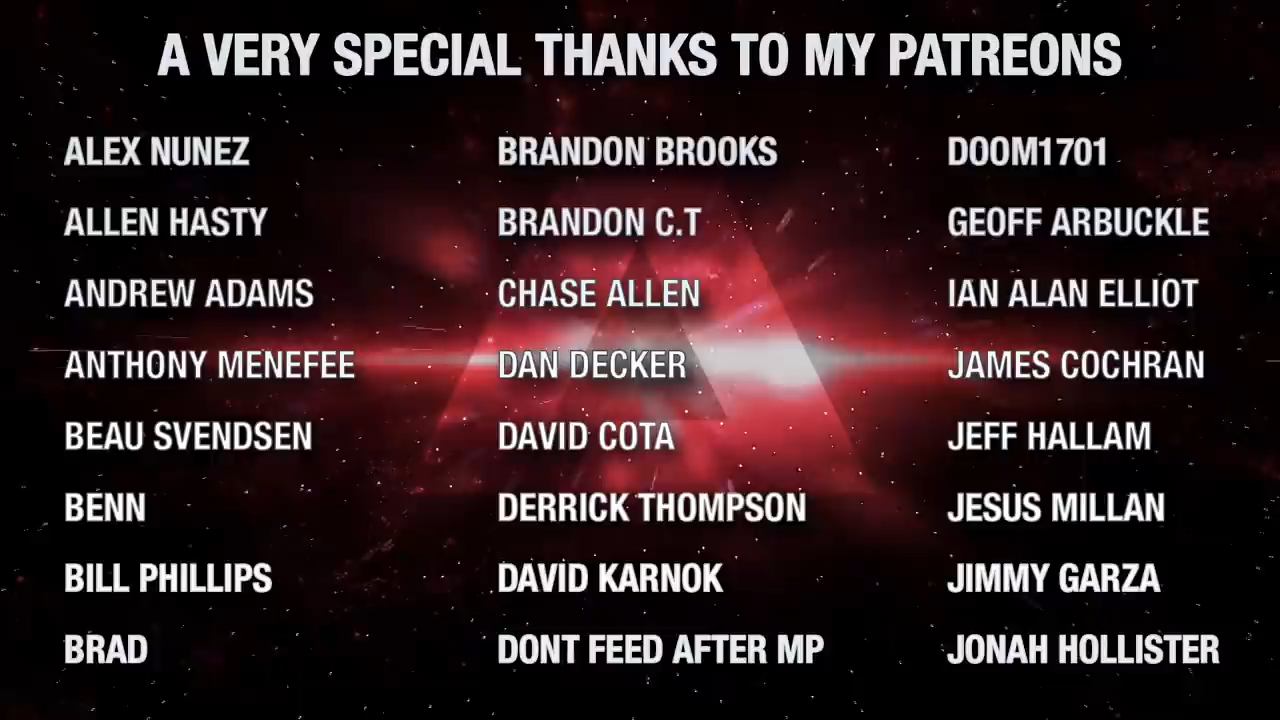 A VERY SPECIAL THANKS TO MY PATREONS
ALEX NUNEZ
ALLEN HASTY
ANDREW ADAMS
ANTHONY MENEFEE
BEAU SVENDSEN
BENN
BILL PHILLIPS
BRAD
BRANDON BROOKS
BRANDON C.T
CHASE ALLEN
DAN DECKER
DAVID COTA
DERRICK THOMPSON
DAVID KARNOK
DONT FEED AFTER MP
DOOM1701
GEOFF ARBUCKLE
IAN ALAN ELLIOT
JAMES COCHRAN
JEFF HALLAM
JESUS MILLAN
JIMMY GARZA
JONAH HOLLISTER